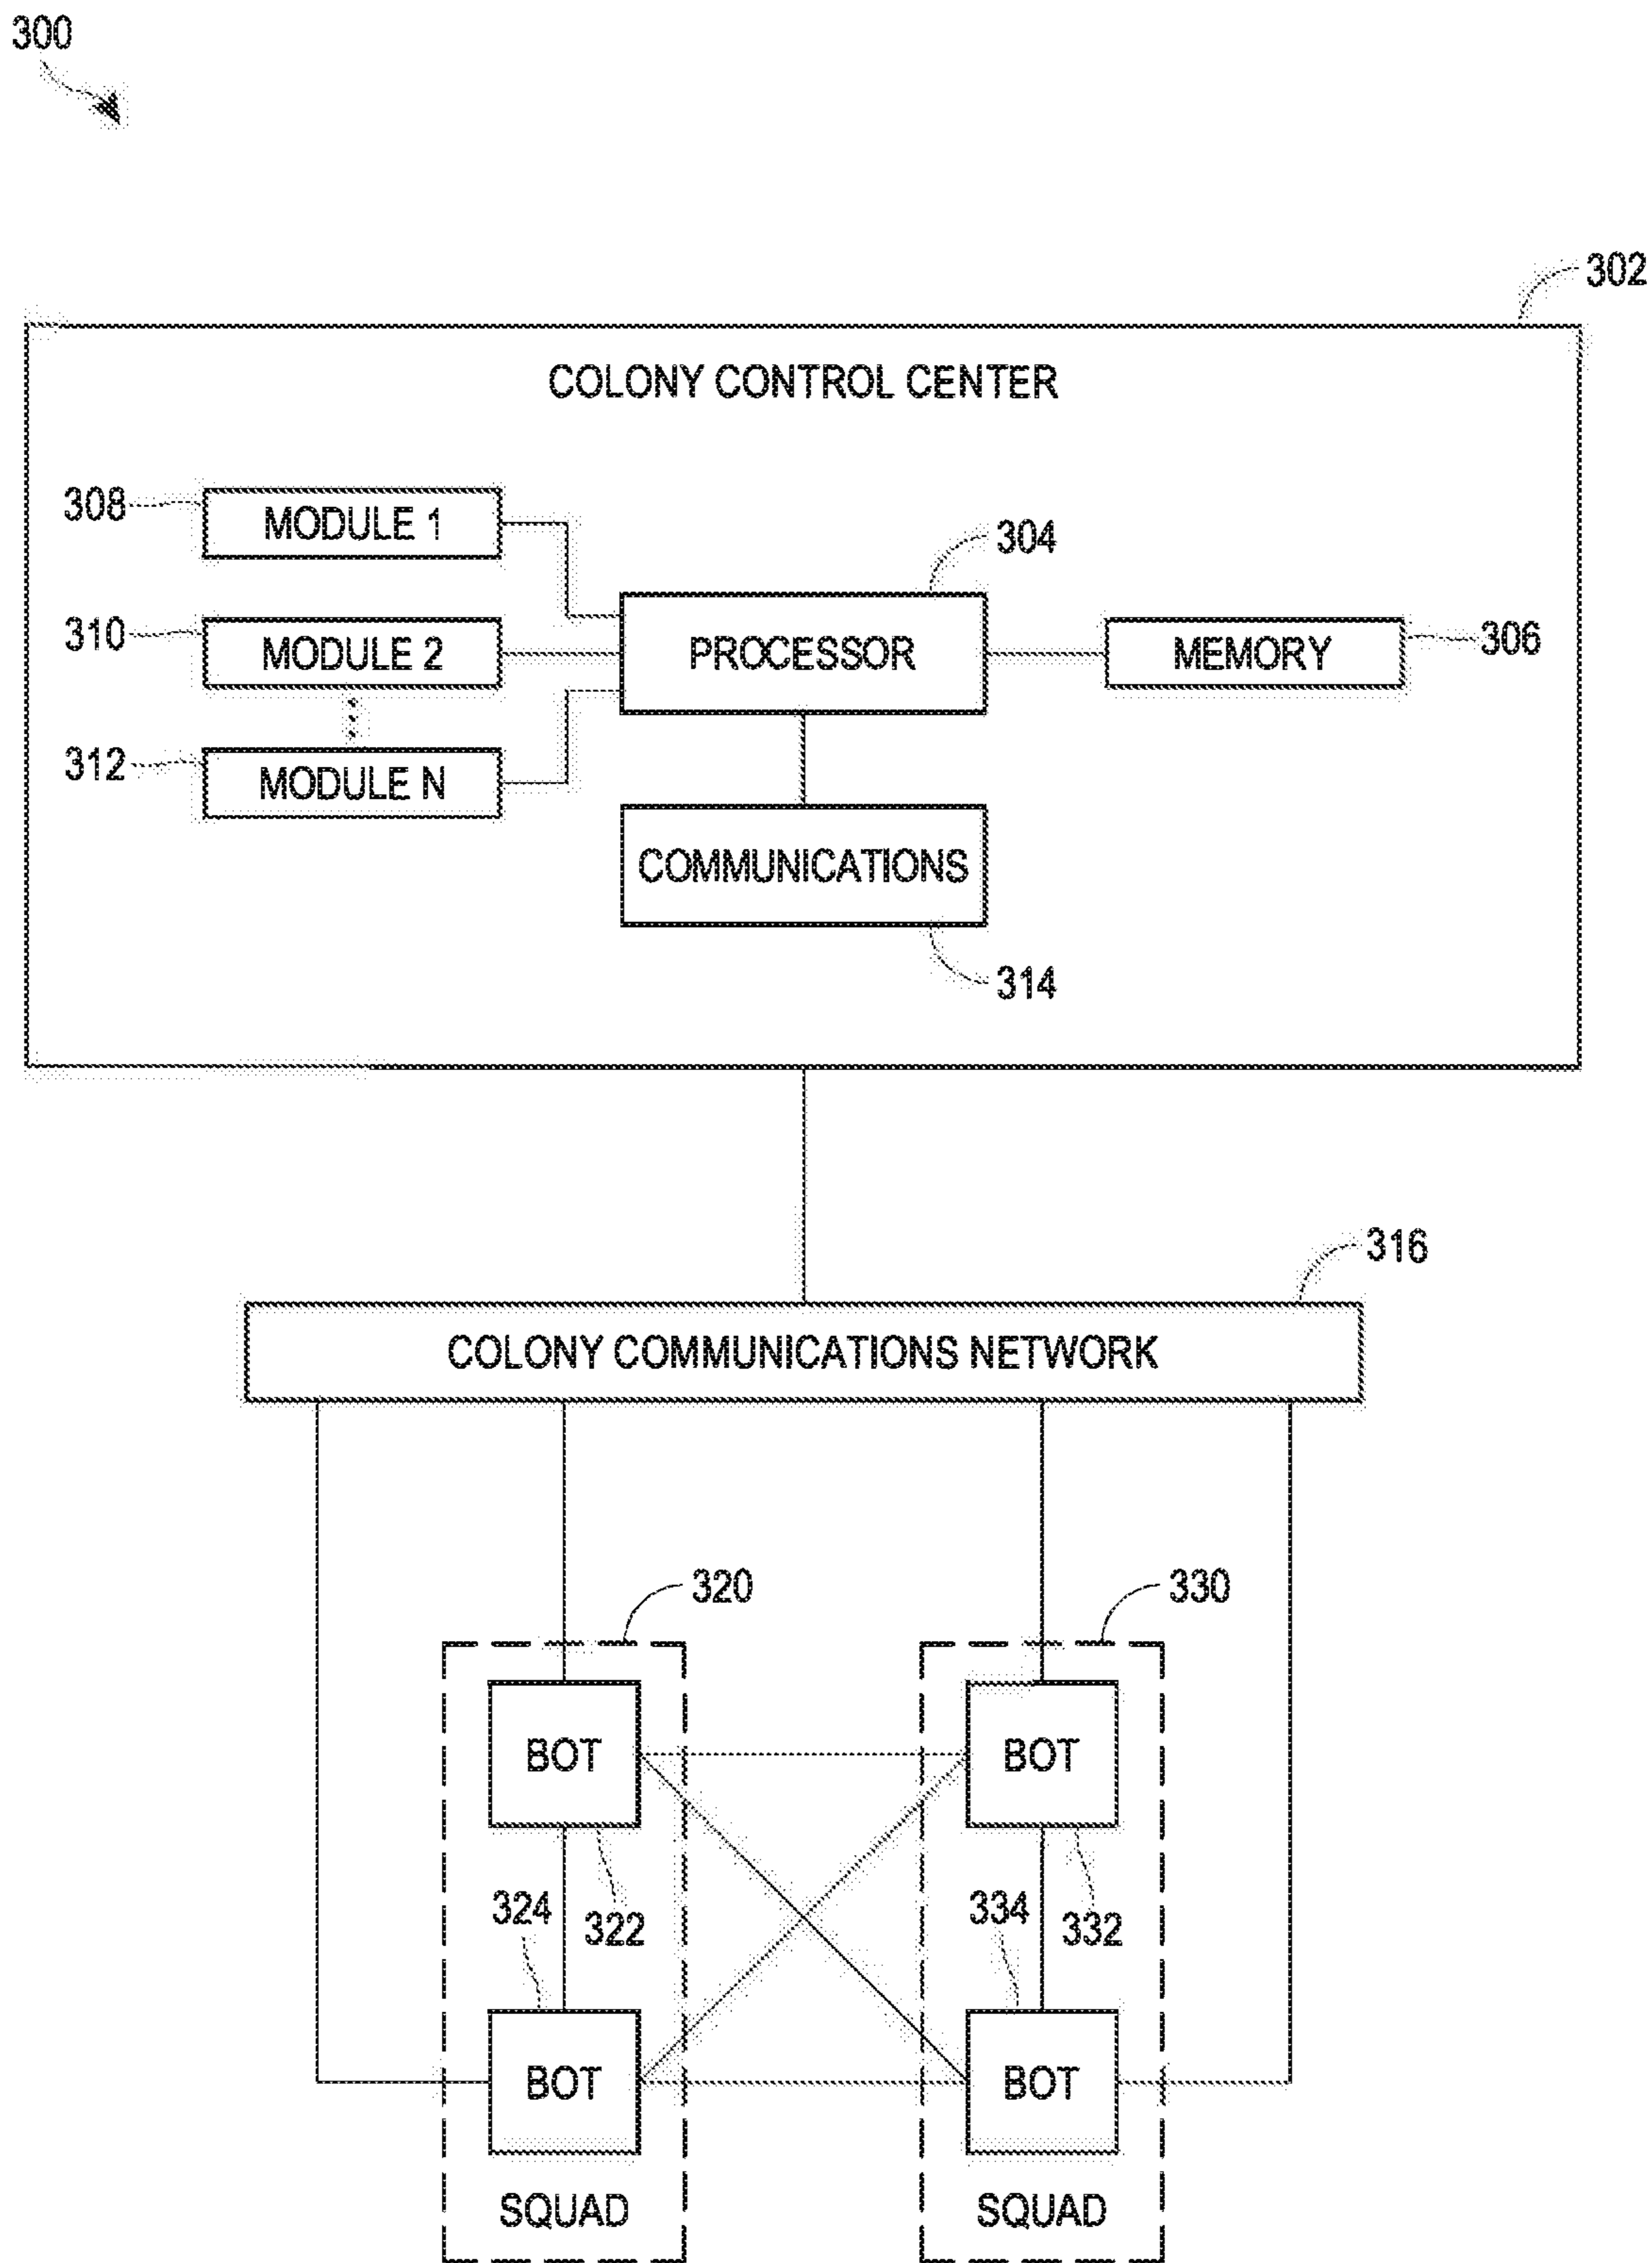 300
302
COLONY CONTROL CENTER
308
MODULE 1
304
310
MODULE 2
PROCESSOR
MEMORY
306
312
MODULE N
COMMUNICATIONS
314
316
COLONY COMMUNICATIONS NETWORK
320
330
BOT
BOT
324
322
334
332
BOT
BOT
SQUAD
SQUAD